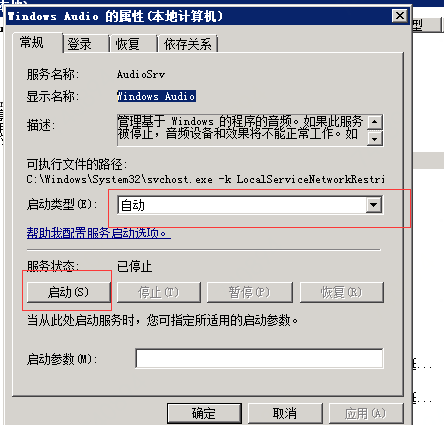 Windows Audio 的属性(本地计算机)
型
常规
登录
恢复
依存关系
服务名称:
AudioSrv
显示名称:
Windows Audio
描述:
管理基于 Windows 的程序的音频。如果此服务
被停止，音频设备和效果将不能正常工作。如
可执行文件的路径:
C:\Windows\System32\svchost.exe -k LocalServiceNetworkRestri
启动类型(E):
自动
帮助我配置服务启动选项。
服务状态:
已停止
启动(S)
停止(T)
暂停(P)
恢复(R)
当从此处启动服务时，您可指定所适用的启动参数。
启动参数(M):
确定
取消
应用(A)